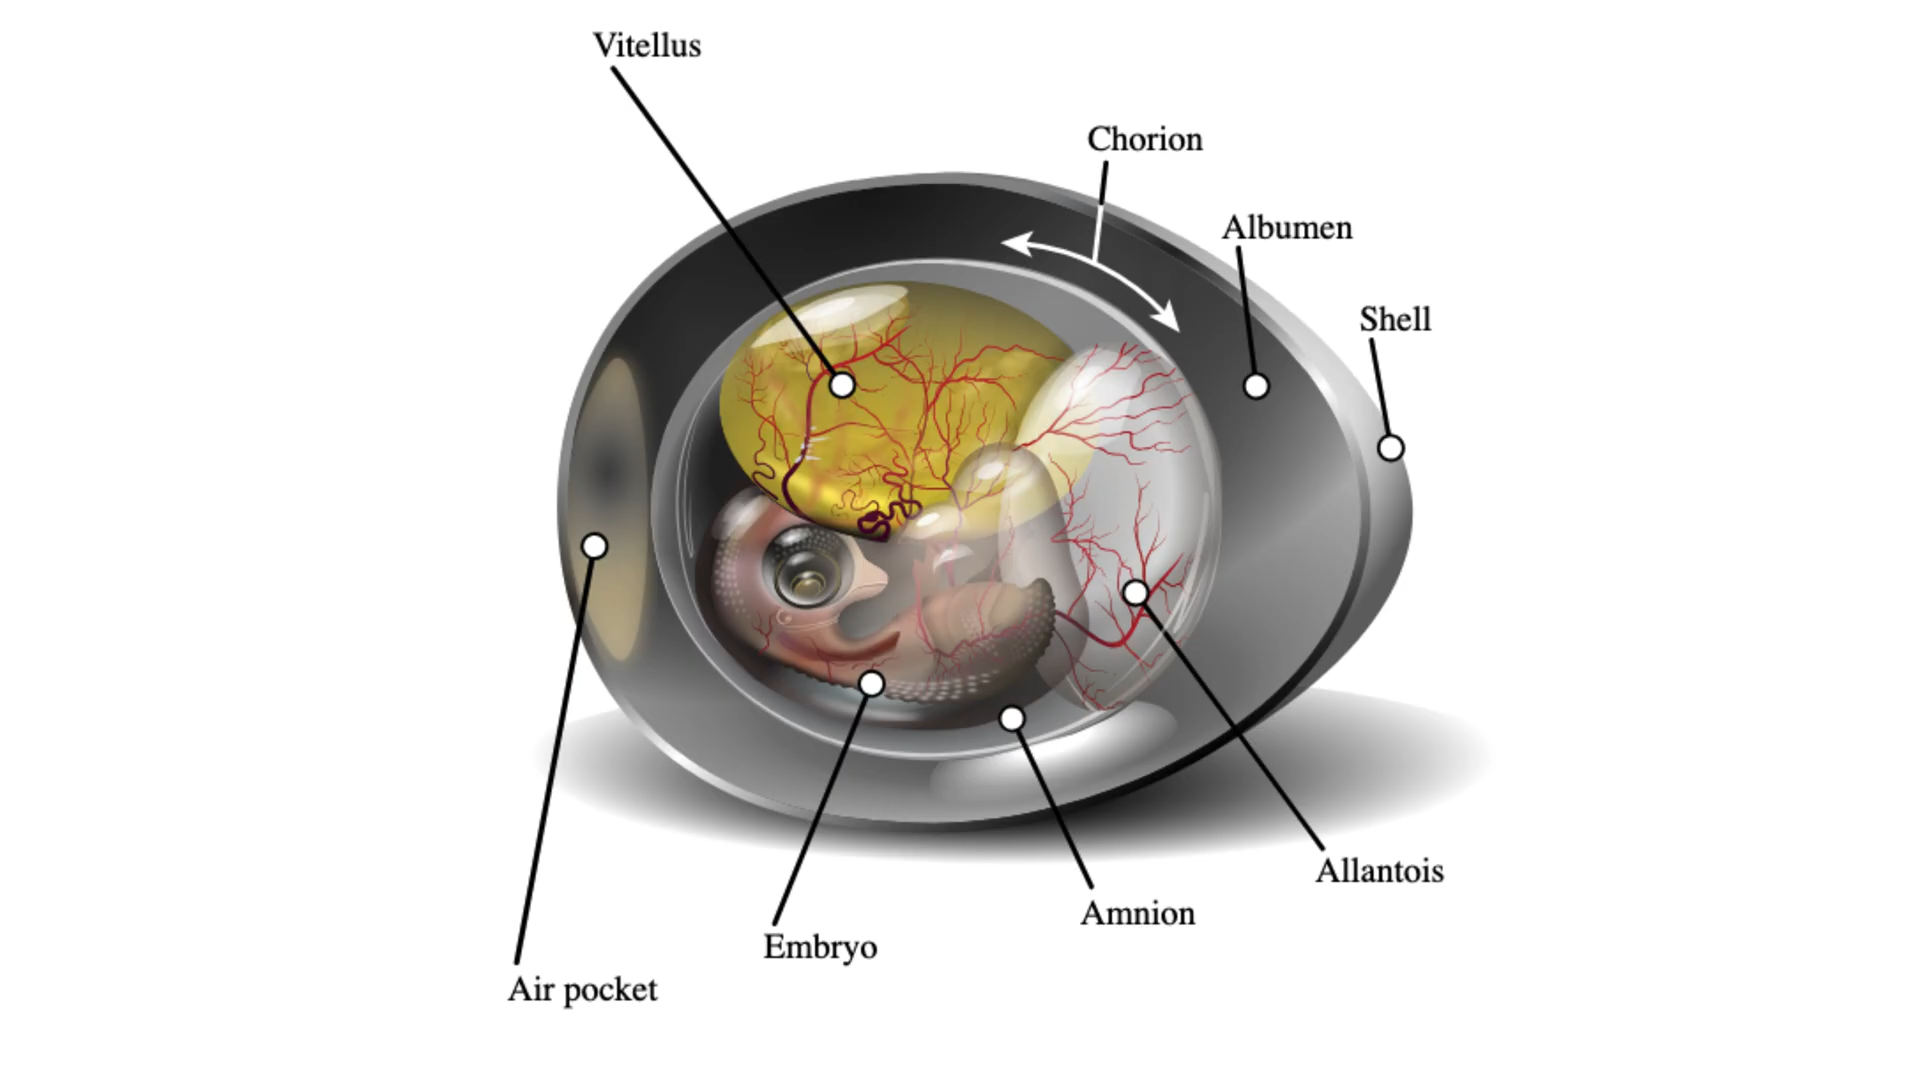 Vitellus
Chorion
Albumen
Shell
Allantois
Amnion
Embryo
Air pocket